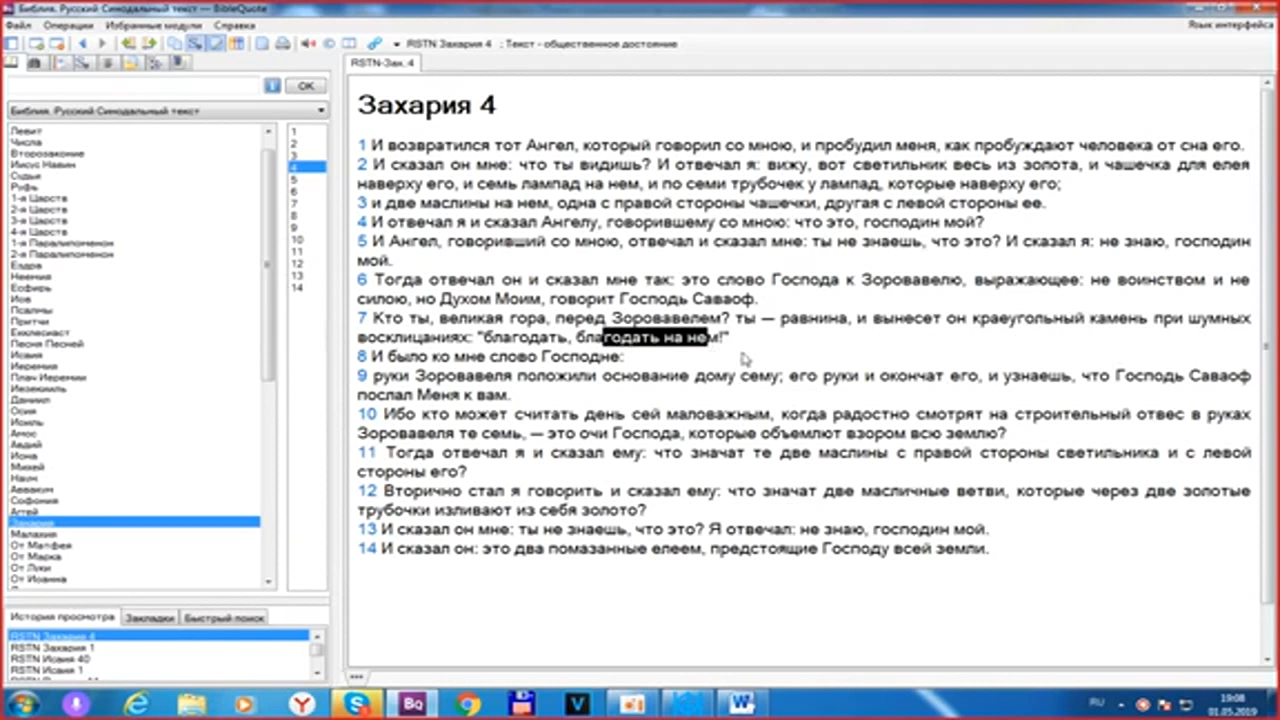 Библия. Русский Синодальный текст — BibleQuote
Файл Операции Избранные модули Справка
Язык интерфейса
RSTN Захария 4 : Текст - общественное достояние
RSTN-Зах.4
OK
Библия. Русский Синодальный текст
Левит
Числа
Второзаконие
Иисус Навин
Судьи
Руфь
1-я Царств
2-я Царств
3-я Царств
4-я Царств
1-я Паралипоменон
2-я Паралипоменон
Ездра
Неемия
Есфирь
Иов
Псалмы
Притчи
Екклесиаст
Песня Песней
Исаия
Иеремия
Плач Иеремии
Иезекииль
Даниил
Осия
Иоиль
Амос
Авдий
Иона
Михей
Наум
Аввакум
Софония
Аггей
Захария
Малахия
От Матфея
От Марка
От Луки
От Иоанна
1
2
3
4
5
6
7
8
9
10
11
12
13
14
Захария 4
1 И возвратился тот Ангел, который говорил со мною, и пробудил меня, как пробуждают человека от сна его.
2 И сказал он мне: что ты видишь? И отвечал я: вижу, вот светильник весь из золота, и чашечка для елея
наверху его, и семь лампад на нем, и по семи трубочек у лампад, которые наверху его;
3 и две маслины на нем, одна с правой стороны чашечки, другая с левой стороны ее.
4 И отвечал я и сказал Ангелу, говорившему со мною: что это, господин мой?
5 И Ангел, говоривший со мною, отвечал и сказал мне: ты не знаешь, что это? И сказал я: не знаю, господин
мой.
6 Тогда отвечал он и сказал мне так: это слово Господа к Зоровавелю, выражающее: не воинством и не
силою, но Духом Моим, говорит Господь Саваоф.
7 Кто ты, великая гора, перед Зоровавелем? ты — равнина, и вынесет он краеугольный камень при шумных
восклицаниях: "благодать, благодать на нем!"
8 И было ко мне слово Господне:
9 руки Зоровавеля положили основание дому сему; его руки и окончат его, и узнаешь, что Господь Саваоф
послал Меня к вам.
10 Ибо кто может считать день сей маловажным, когда радостно смотрят на строительный отвес в руках
Зоровавеля те семь, — это очи Господа, которые объемлют взором всю землю?
11 Тогда отвечал я и сказал ему: что значат те две маслины с правой стороны светильника и с левой
стороны его?
12 Вторично стал я говорить и сказал ему: что значат две масличные ветви, которые через две золотые
трубочки изливают из себя золото?
13 И сказал он мне: ты не знаешь, что это? Я отвечал: не знаю, господин мой.
14 И сказал он: это два помазанные елеем, предстоящие Господу всей земли.
История просмотра Закладки Быстрый поиск
RSTN Захария 4
RSTN Захария 1
RSTN Исаия 40
RSTN Исаия 1
Bq
RU
19:08
01.05.2019